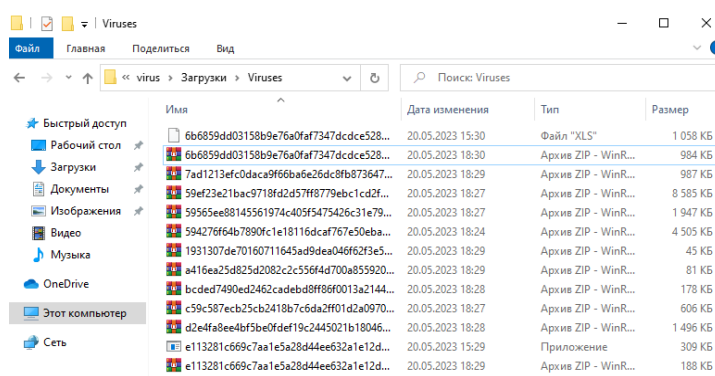 Viruses
Файл Главная Поделиться Вид
« virus › Загрузки › Viruses Поиск: Viruses
Имя Дата изменения Тип Размер
Быстрый доступ
Рабочий стол
Загрузки
Документы
Изображения
Видео
Музыка
OneDrive
Этот компьютер
Сеть
6b6859dd03158b9e76a0faf7347dcdce528... 20.05.2023 15:30 Файл "XLS" 1 058 КБ
6b6859dd03158b9e76a0faf7347dcdce528... 20.05.2023 18:30 Архив ZIP - WinR... 984 КБ
7ad1213efc0daca9f66ba6e26dc8fb873647... 20.05.2023 18:29 Архив ZIP - WinR... 987 КБ
59ef23e21bac9718fd2d57ff8779ebc1cd2f... 20.05.2023 18:27 Архив ZIP - WinR... 8 585 КБ
59565ee88145561974c405f5475426c31e79... 20.05.2023 18:27 Архив ZIP - WinR... 1 947 КБ
594276f64b7890fc1e18116dcaf767e50eba... 20.05.2023 18:24 Архив ZIP - WinR... 4 505 КБ
1931307de70160711645ad9dea046f62f3e5... 20.05.2023 18:29 Архив ZIP - WinR... 45 КБ
a416ea25d825d2082c2c556f4d700a855920... 20.05.2023 18:29 Архив ZIP - WinR... 81 КБ
bcded7490ed2462cadebd8ff86f0013a2144... 20.05.2023 18:28 Архив ZIP - WinR... 178 КБ
c59c587ecb25cb2418b7c6da2ff01d2a0970... 20.05.2023 18:27 Архив ZIP - WinR... 606 КБ
d2e4fa8ee4bf5be0fdef19c2445021b18046... 20.05.2023 18:28 Архив ZIP - WinR... 1 496 КБ
e113281c669c7aa1e5a28d44ee632a1e12d... 20.05.2023 15:29 Приложение 309 КБ
e113281c669c7aa1e5a28d44ee632a1e12d... 20.05.2023 18:29 Архив ZIP - WinR... 188 КБ